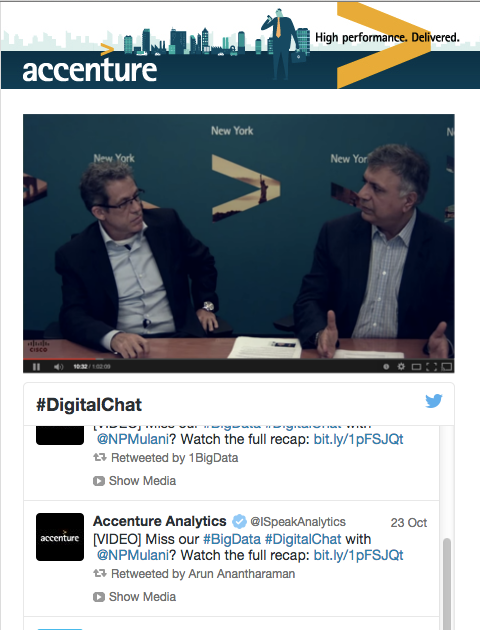 High performance. Delivered.
accenture
New York
New York
New Yor
N
CISCO
10:32 / 1:02:09
#DigitalChat
[VIDEO] Miss our #BigData #DigitalChat with
@NPMulani? Watch the full recap: bit.ly/1pFSJQt
Retweeted by 1BigData
Show Media
accenture
Accenture Analytics @ISpeakAnalytics 23 Oct
[VIDEO] Miss our #BigData #DigitalChat with
@NPMulani? Watch the full recap: bit.ly/1pFSJQt
Retweeted by Arun Anantharaman
Show Media